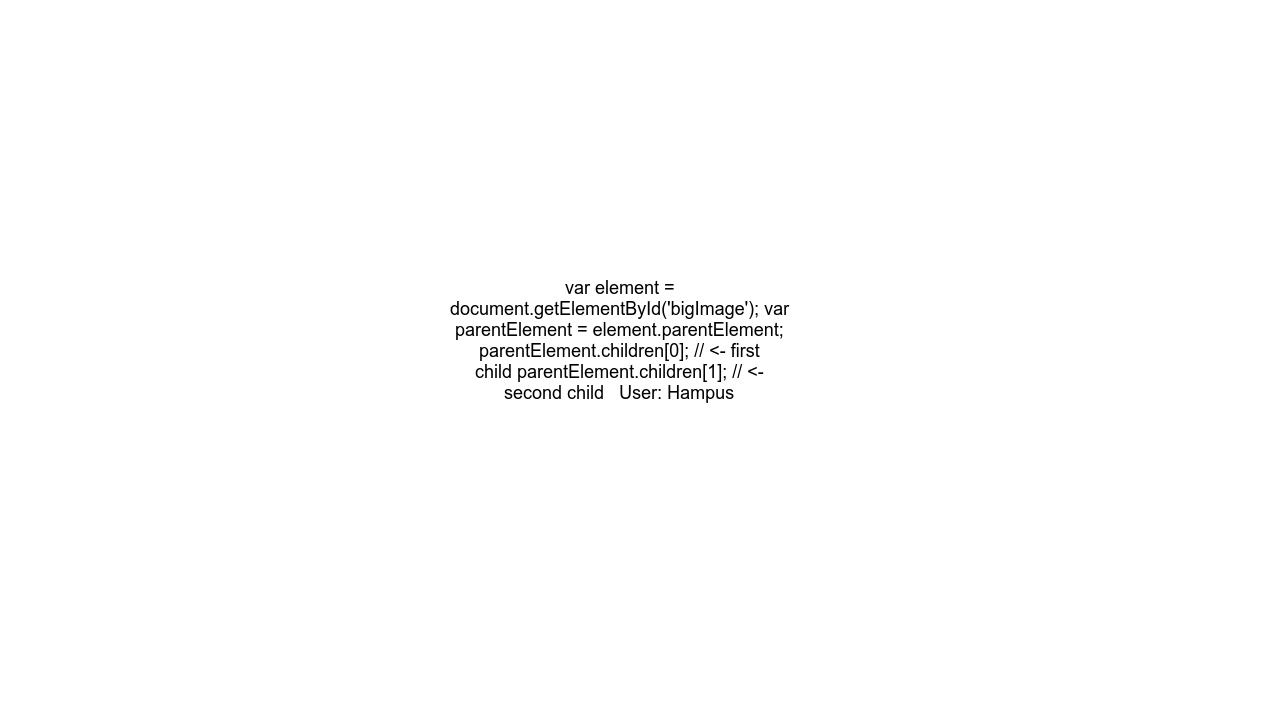 var element =
document.getElementById('bigImage'); var
parentElement = element.parentElement;
parentElement.children[0]; // <- first
child parentElement.children[1]; // <-
second child   User: Hampus